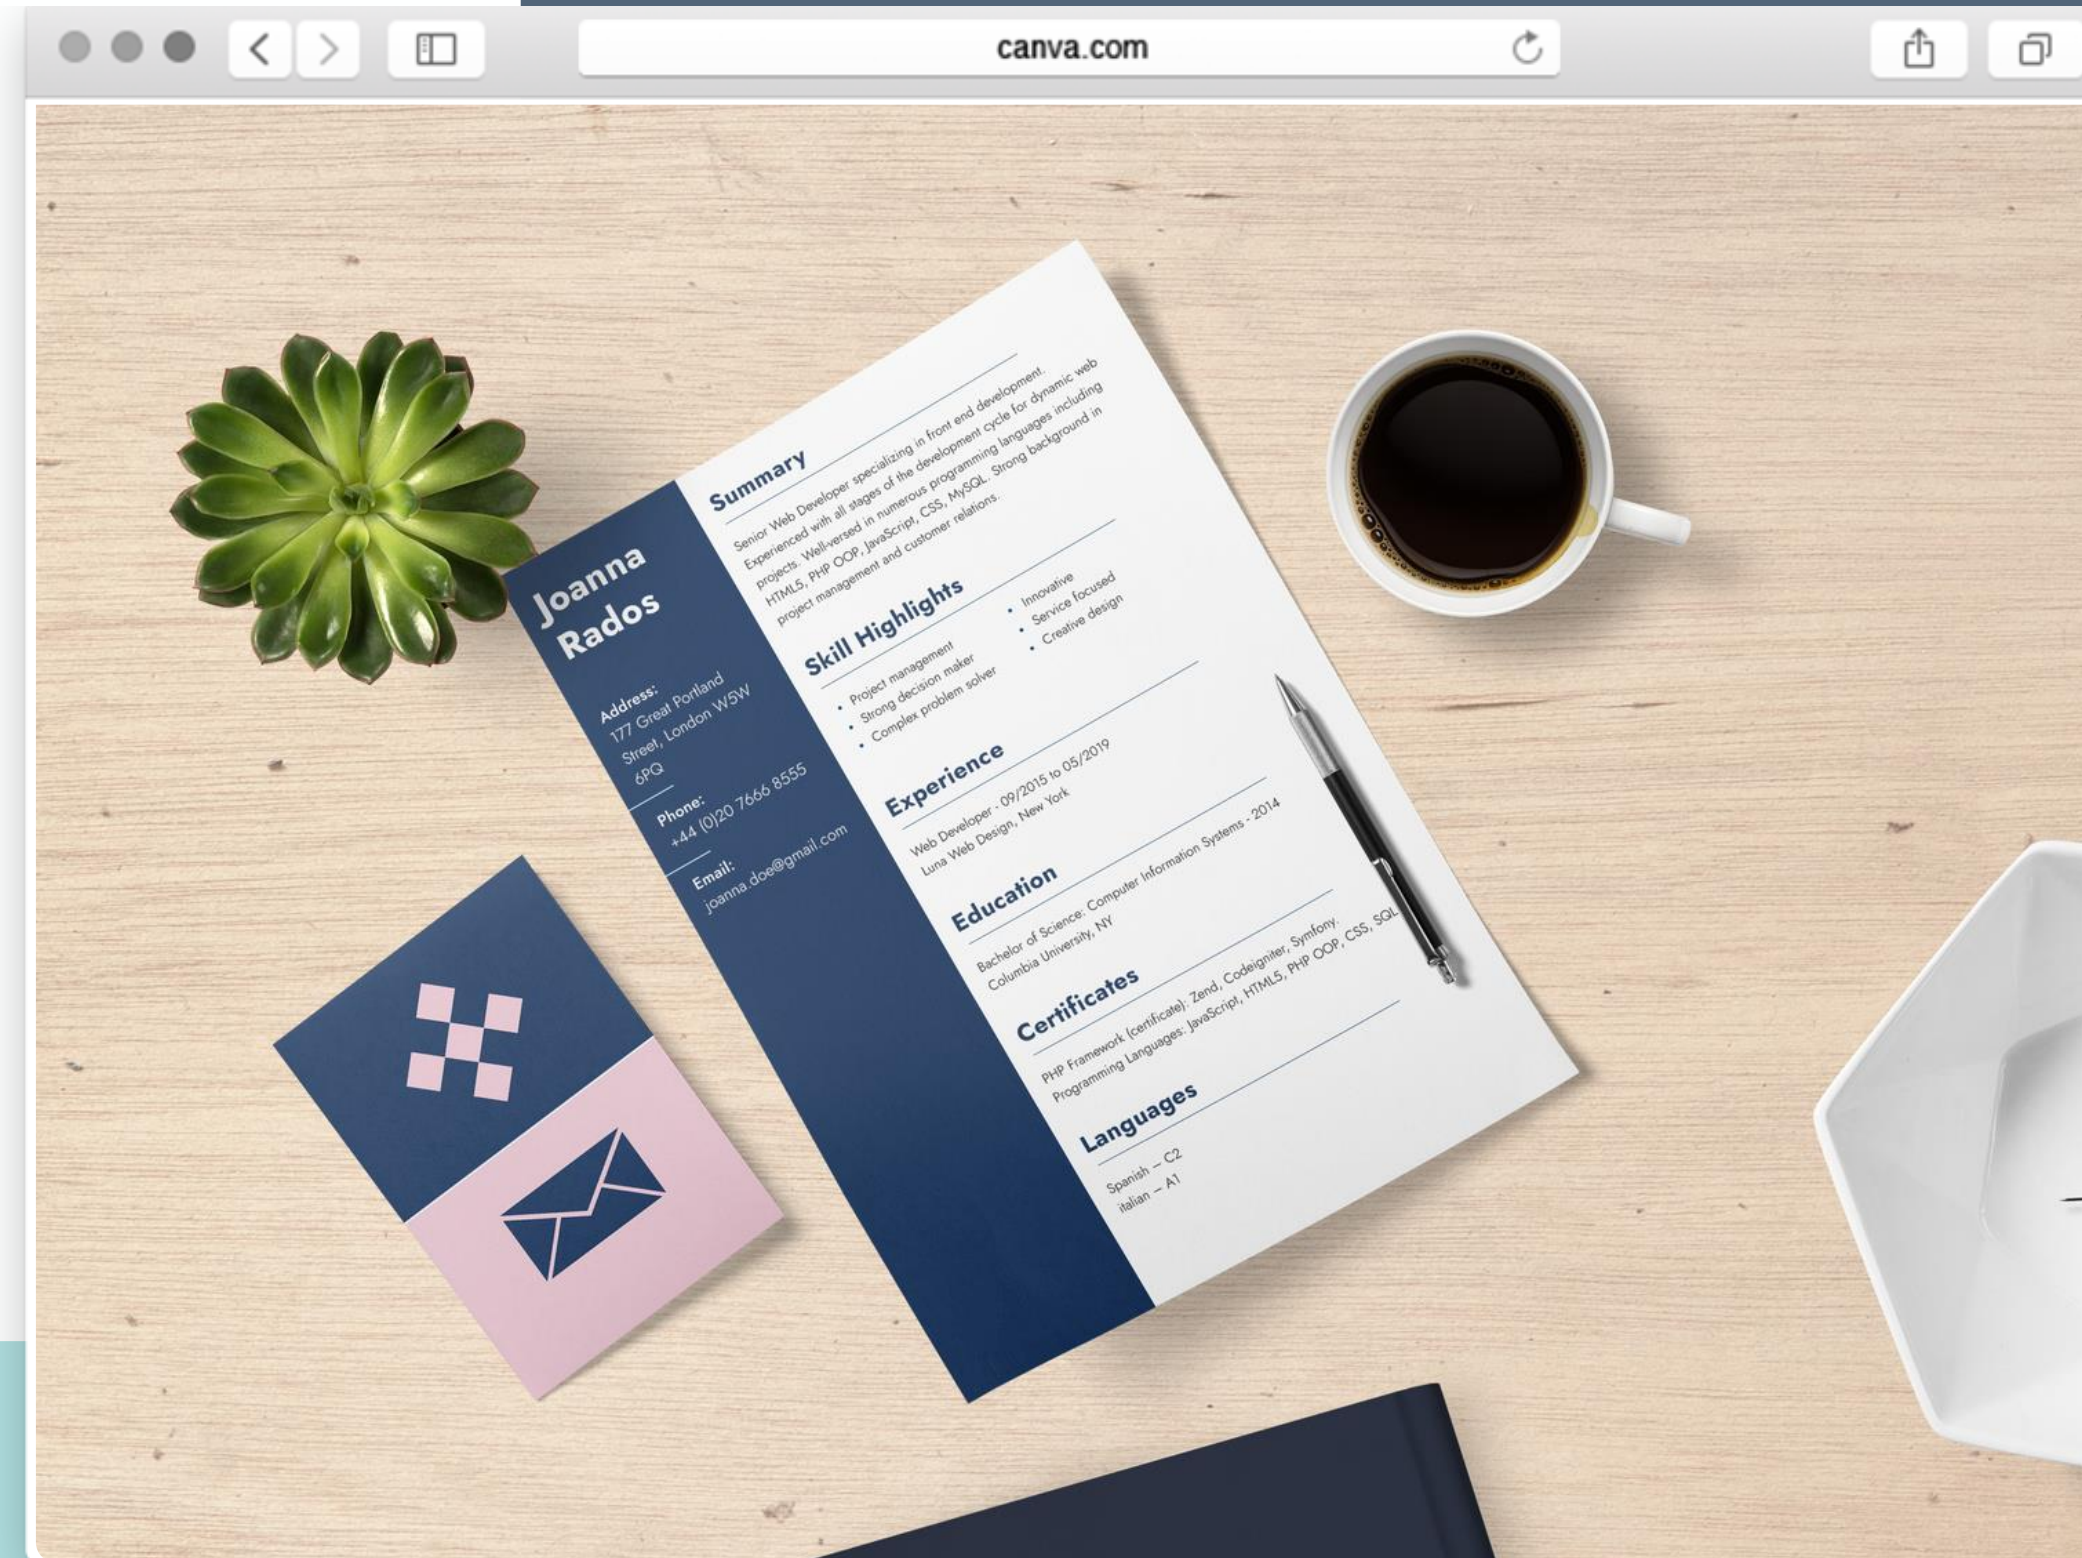 canva.com
Joanna
Rados
Address:
177 Great Portland
Street, London W5W
6PQ
Phone:
+44 (0)20 7666 8555
Email:
joanna.doe@gmail.com
Summary
Senior Web Developer specializing in front end development.
Experienced with all stages of the development cycle for dynamic web
projects. Well-versed in numerous programming languages including
HTML5, PHP OOP, JavaScript, CSS, MySQL. Strong background in
project management and customer relations.
Skill Highlights
• Project management
• Strong decision maker
• Complex problem solver
• Innovative
• Service focused
• Creative design
Experience
Web Developer - 09/2015 to 05/2019
Luna Web Design, New York
Education
Bachelor of Science: Computer Information Systems - 2014
Columbia University, NY
Certificates
PHP Framework (certificate): Zend, Codeigniter, Symfony.
Programming Languages: JavaScript, HTML5, PHP OOP, CSS, SQL
Languages
Spanish – C2
italian – A1